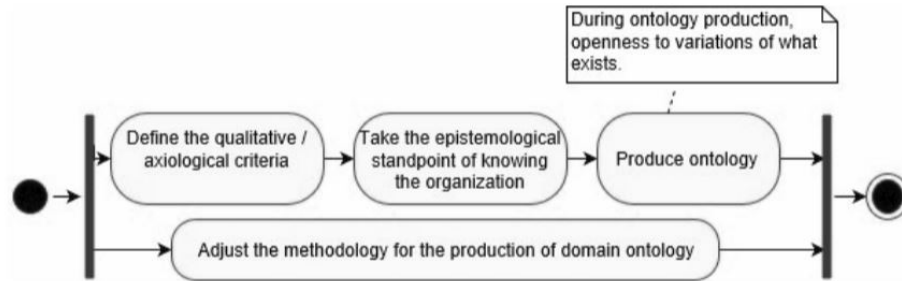 During ontology production,
openness to variations of what
exists.
Define the qualitative /
axiological criteria
Take the epistemological
standpoint of knowing
the organization
Produce ontology
Adjust the methodology for the production of domain ontology